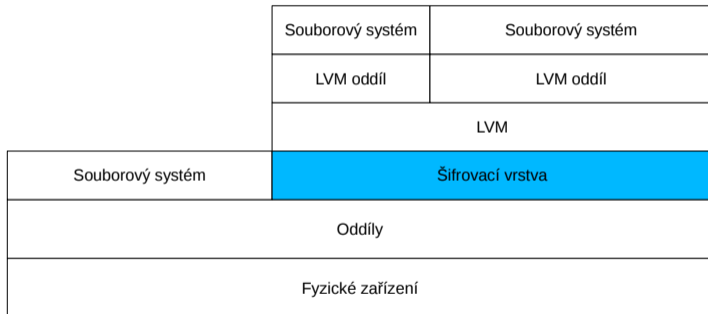 Souborový systém
Souborový systém
LVM oddíl
LVM oddíl
LVM
Souborový systém
Šifrovací vrstva
Oddíly
Fyzické zařízení